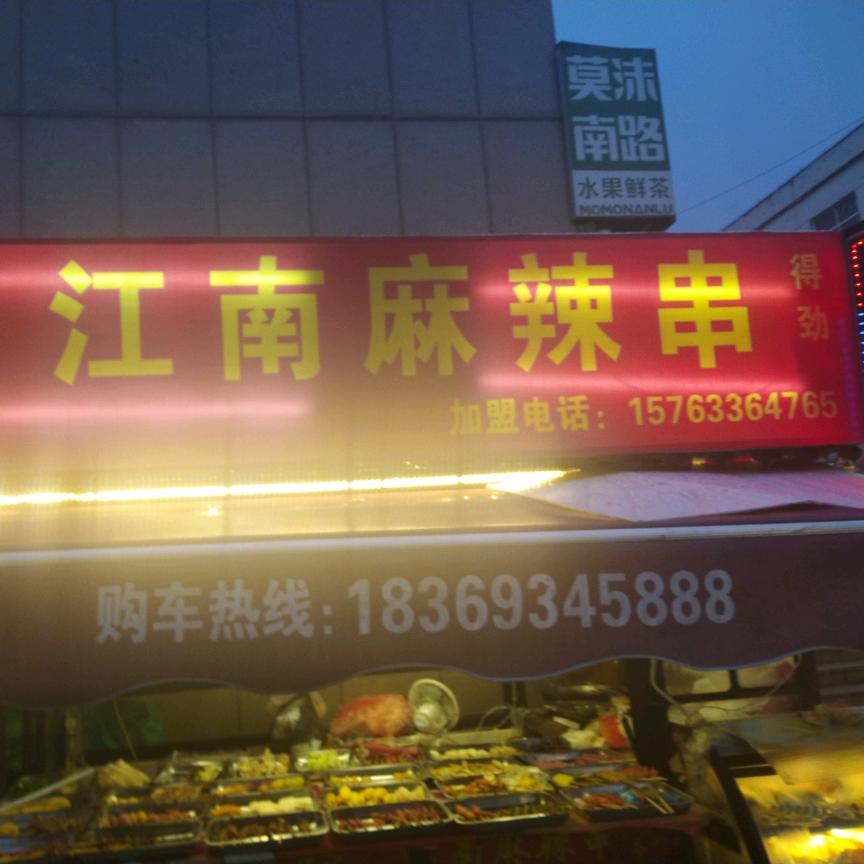 莫沫
南路
水果鲜茶
MOMONANLU
江南麻辣串
得
劲
加盟电话：15763364765
购车热线：18369345888